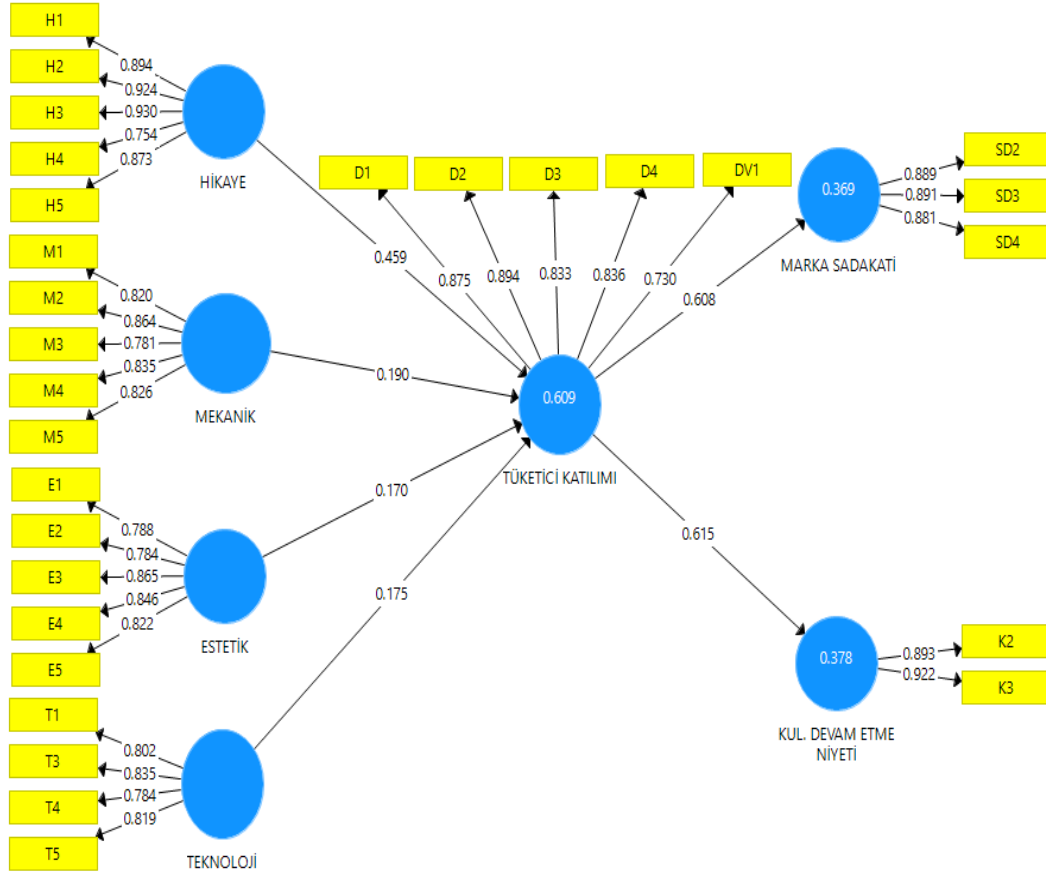 H1
0.894
H2
0.924
H3
0.930
H4
0.754
H5
0.873
HİKAYE
0.459
M1
0.820
M2
0.864
M3
0.781
M4
0.835
M5
0.826
MEKANİK
0.190
E1
0.788
E2
0.784
E3
0.865
E4
0.846
E5
0.822
ESTETİK
0.170
T1
0.802
T3
0.835
T4
0.784
T5
0.819
TEKNOLOJİ
0.175
D1
D2
D3
D4
DV1
0.875
0.894
0.833
0.836
0.730
0.609
TÜKETİCİ KATILIMI
0.608
0.615
0.369
MARKA SADAKATİ
0.889
SD2
0.891
SD3
0.881
SD4
0.378
KUL. DEVAM ETME
NİYETİ
0.893
K2
0.922
K3